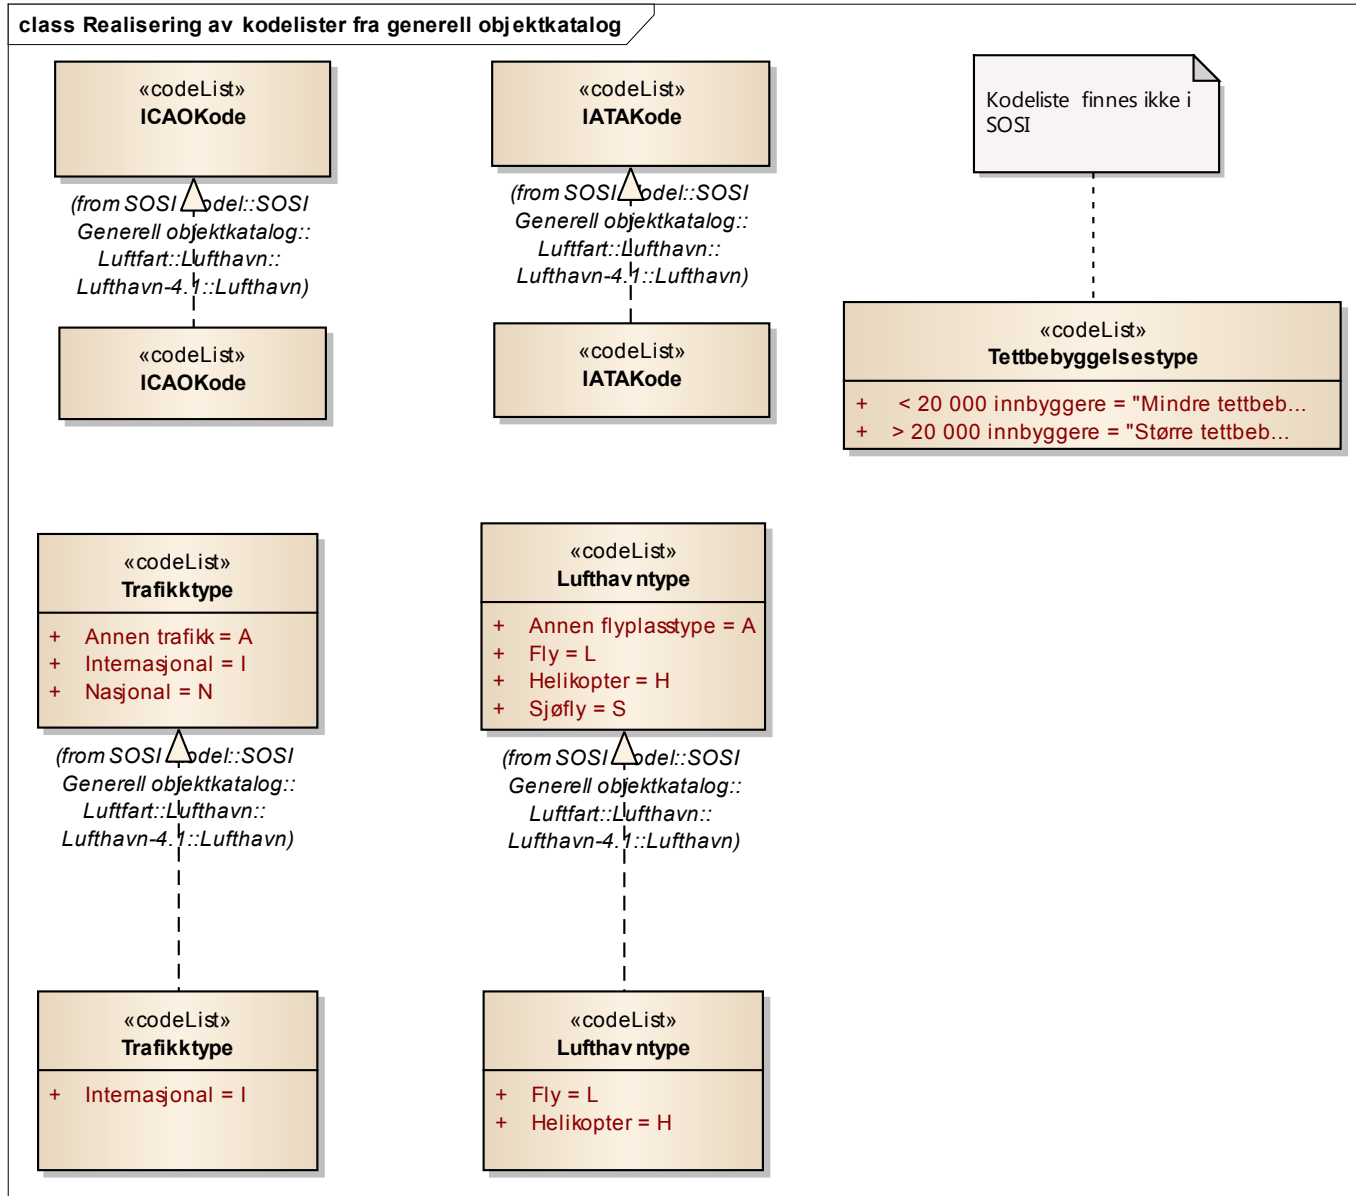 class Realisering av kodelister fra generell objektkatalog
«codeList»
ICAOKode
(from SOSI Model::SOSI
Generell objektkatalog::
Luftfart::Lufthavn::
Lufthavn-4.1::Lufthavn)
«codeList»
ICAOKode
«codeList»
IATAKode
(from SOSI Model::SOSI
Generell objektkatalog::
Luftfart::Lufthavn::
Lufthavn-4.1::Lufthavn)
«codeList»
IATAKode
Kodeliste finnes ikke i
SOSI
«codeList»
Tettbebyggelsestype
+ < 20 000 innbyggere = "Mindre tettbeb...
+ > 20 000 innbyggere = "Større tettbeb...
«codeList»
Trafikktype
+ Annen trafikk = A
+ Internasjonal = I
+ Nasjonal = N
(from SOSI Model::SOSI
Generell objektkatalog::
Luftfart::Lufthavn::
Lufthavn-4.1::Lufthavn)
«codeList»
Trafikktype
+ Internasjonal = I
«codeList»
Lufthavntype
+ Annen flyplasstype = A
+ Fly = L
+ Helikopter = H
+ Sjøfly = S
(from SOSI Model::SOSI
Generell objektkatalog::
Luftfart::Lufthavn::
Lufthavn-4.1::Lufthavn)
«codeList»
Lufthavntype
+ Fly = L
+ Helikopter = H